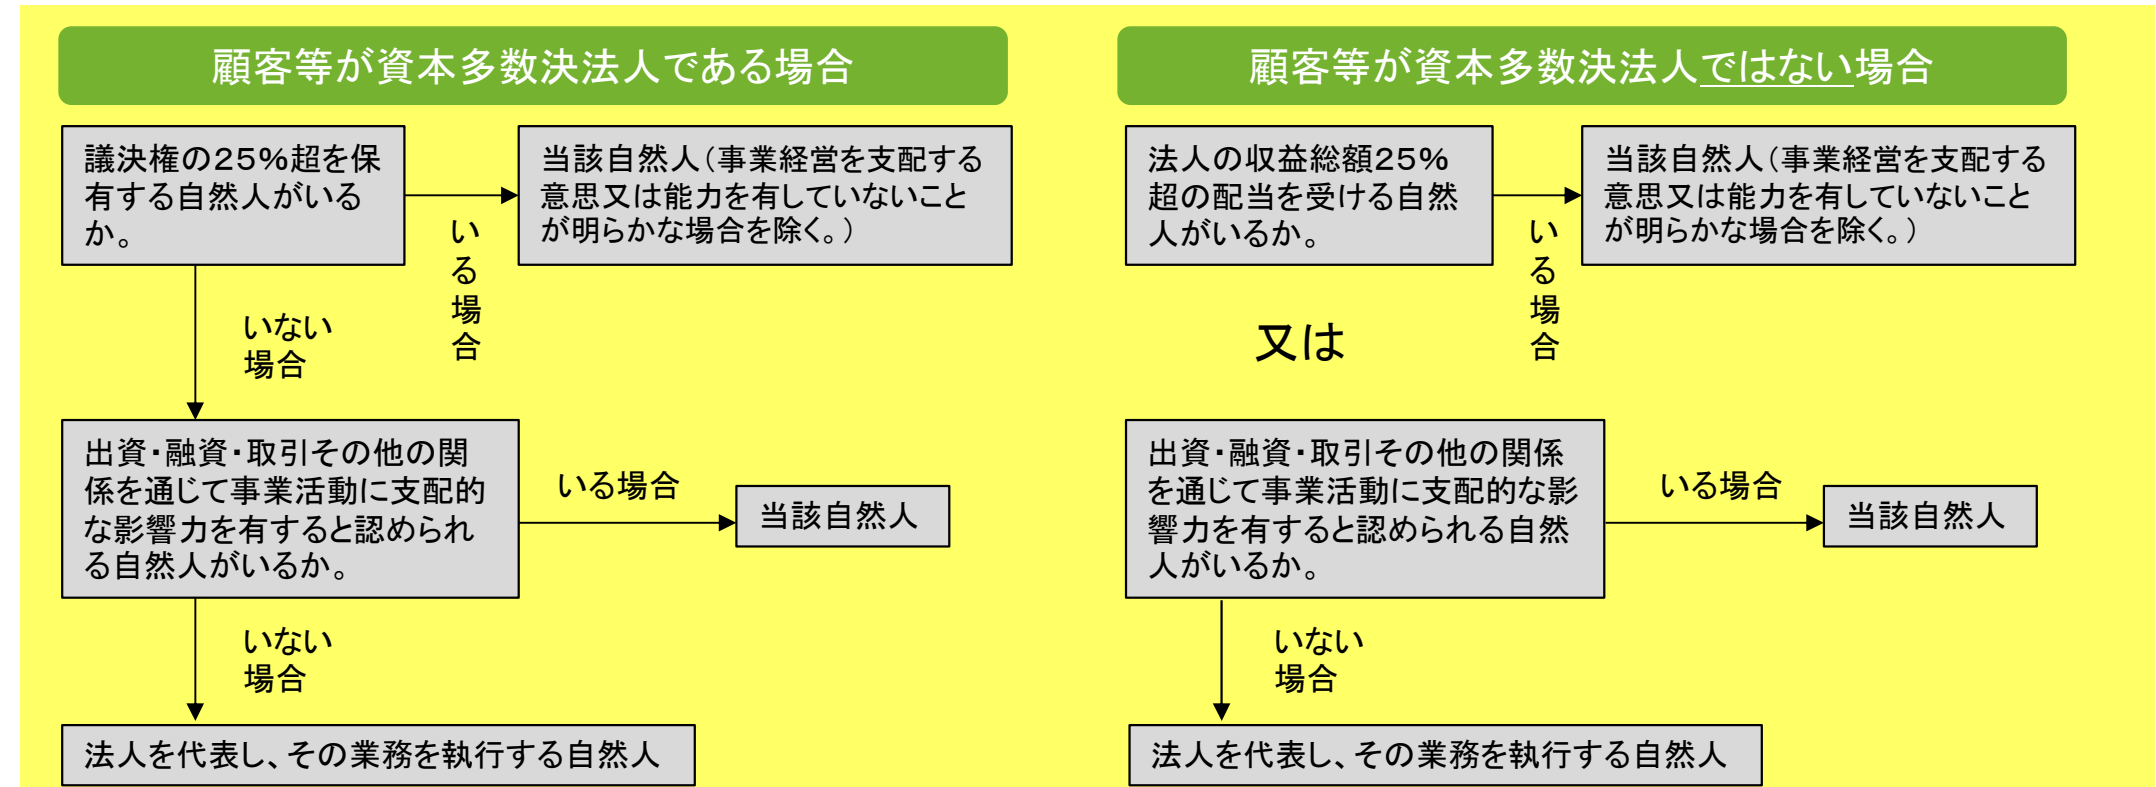 顧客等が資本多数決法人である場合
議決権の25%超を保
有する自然人がいる
か。
いる場合
当該自然人(事業経営を支配する
意思又は能力を有していないこと
が明らかな場合を除く。)
いない
場合
出資・融資・取引その他の関
係を通じて事業活動に支配的
な影響力を有すると認められ
る自然人がいるか。
いる場合
当該自然人
いない
場合
法人を代表し、その業務を執行する自然人
顧客等が資本多数決法人ではない場合
法人の収益総額25%
超の配当を受ける自然
人がいるか。
いる場合
当該自然人(事業経営を支配する
意思又は能力を有していないこと
が明らかな場合を除く。)
又は
出資・融資・取引その他の関係
を通じて事業活動に支配的な影
響力を有すると認められる自然
人がいるか。
いる場合
当該自然人
いない
場合
法人を代表し、その業務を執行する自然人